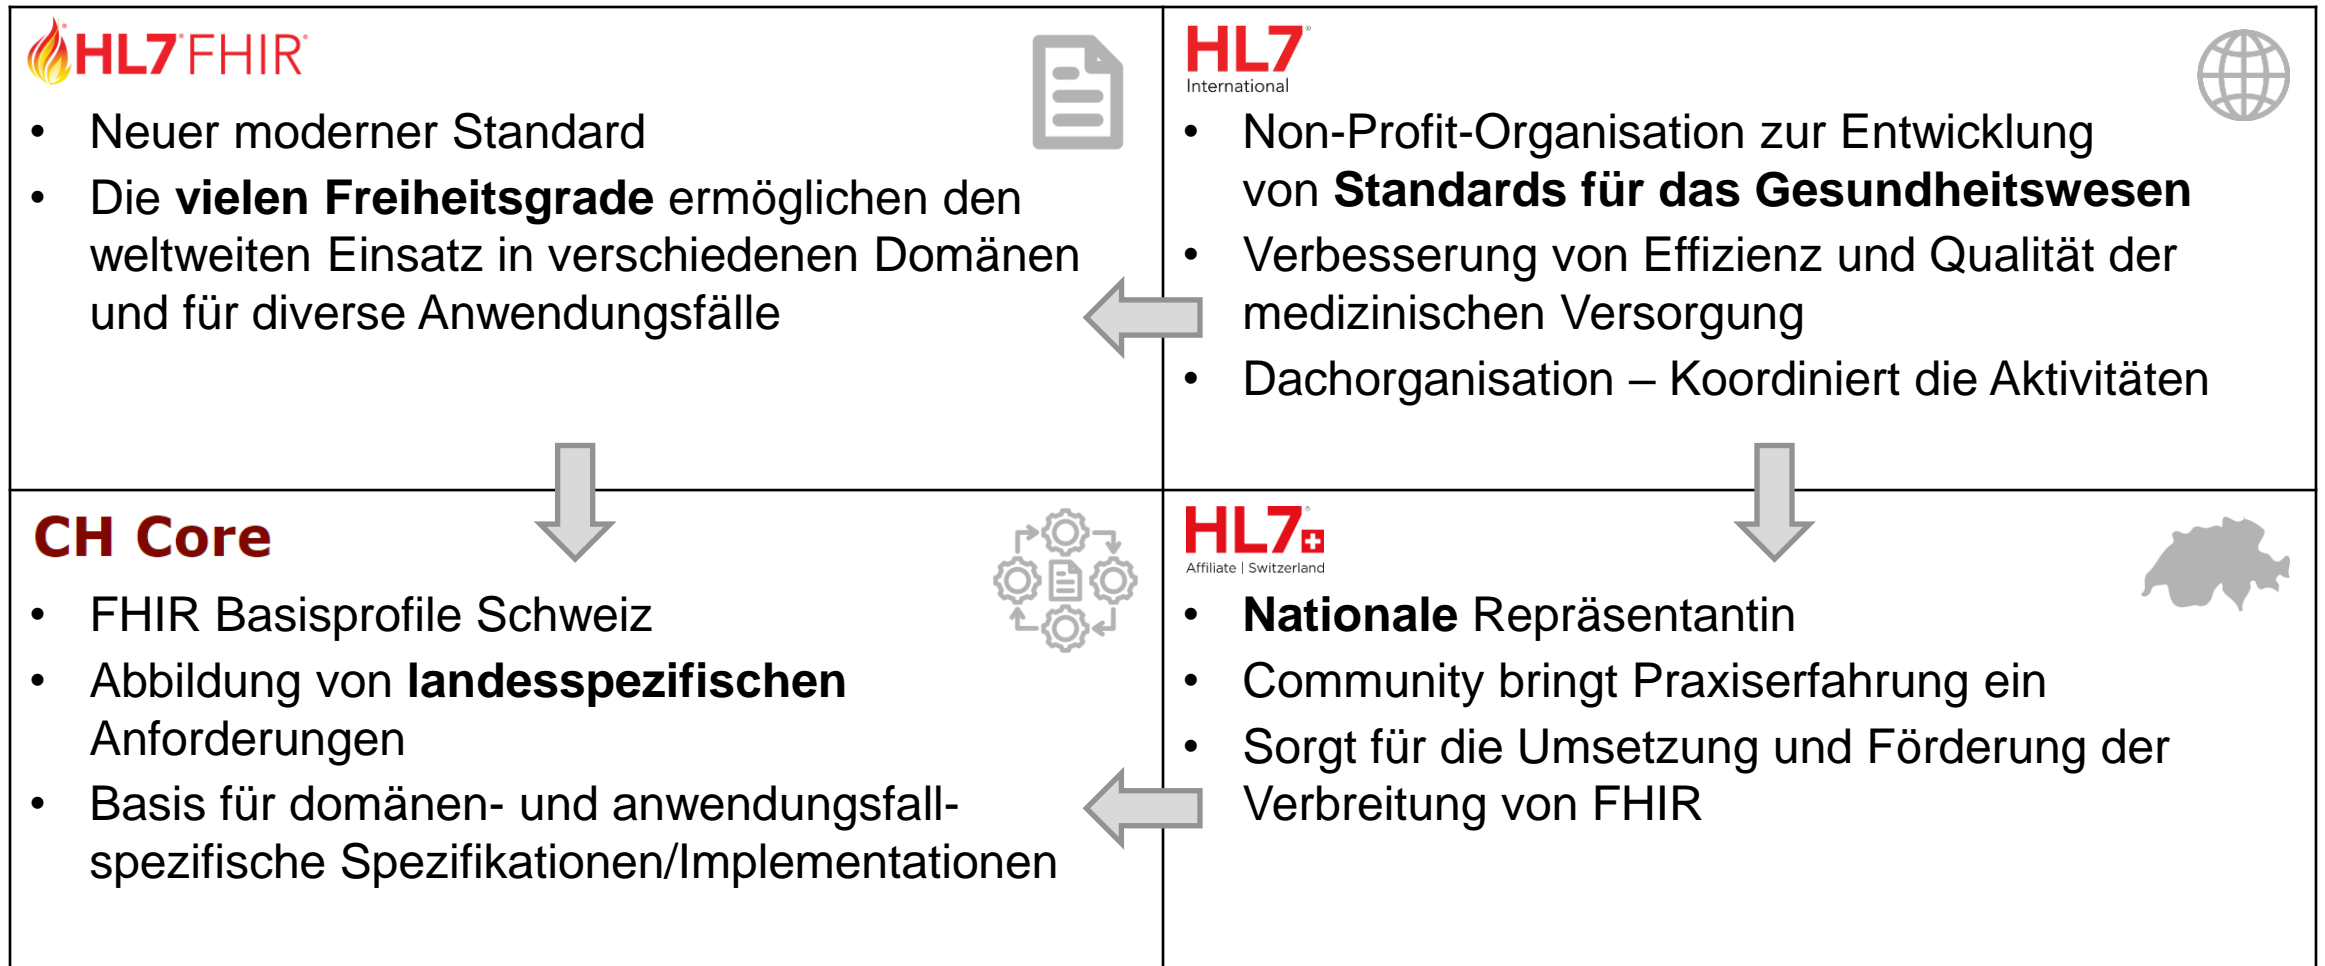 HL7® FHIR®
• Neuer moderner Standard
• Die vielen Freiheitsgrade ermöglichen den
weltweiten Einsatz in verschiedenen Domänen
und für diverse Anwendungsfälle
HL7®
International
• Non-Profit-Organisation zur Entwicklung
von Standards für das Gesundheitswesen
• Verbesserung von Effizienz und Qualität der
medizinischen Versorgung
• Dachorganisation – Koordiniert die Aktivitäten
CH Core
• FHIR Basisprofile Schweiz
• Abbildung von landesspezifischen
Anforderungen
• Basis für domänen- und anwendungsfall-
spezifische Spezifikationen/Implementationen
HL7®
Affiliate | Switzerland
• Nationale Repräsentantin
• Community bringt Praxiserfahrung ein
• Sorgt für die Umsetzung und Förderung der
Verbreitung von FHIR